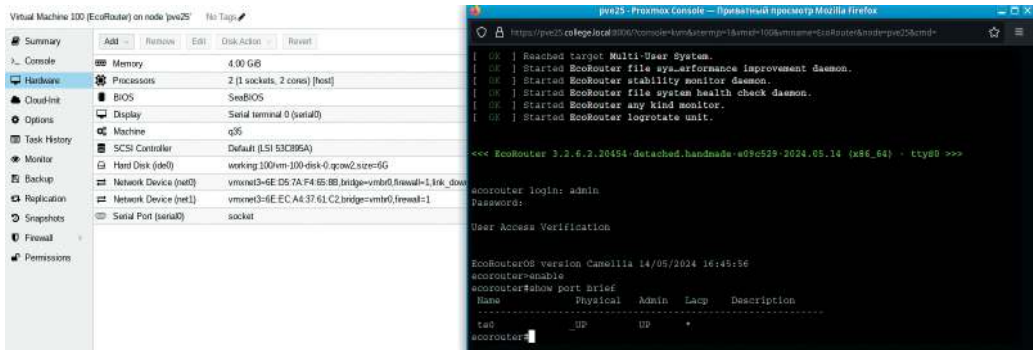 Virtual Machine 100 (EcoRouter) on node 'pve25' No Tags
Summary
Console
Hardware
Cloud-Init
Options
Task History
Monitor
Backup
Replication
Snapshots
Firewall
Permissions
Add Remove Edit Disk Action Revert
Memory 4.00 GiB
Processors 2 (1 sockets, 2 cores) [host]
BIOS SeaBIOS
Display Serial terminal 0 (serial0)
Machine q35
SCSI Controller Default (LSI 53C895A)
Hard Disk (ide0) working:100/vm-100-disk-0.qcow2,size=6G
Network Device (net0) vmxnet3=6E:D5:7A:F4:65:8B,bridge=vmbr0,firewall=1,link_down
Network Device (net1) vmxnet3=6E:EC:A4:37:61:C2,bridge=vmbr0,firewall=1
Serial Port (serial0) socket
pve25 - Proxmox Console — Приватный просмотр Mozilla Firefox
https://pve25.college.local:8006/?console=kvm&xtermjs=1&vmid=100&vmname=EcoRouter&node=pve25&cmd=
[ OK ] Reached target Multi-User System.
[ OK ] Started EcoRouter file sys…erformance improvement daemon.
[ OK ] Started EcoRouter stability monitor daemon.
[ OK ] Started EcoRouter file system health check daemon.
[ OK ] Started EcoRouter any kind monitor.
[ OK ] Started EcoRouter logrotate unit.
<<< EcoRouter 3.2.6.2.20454-detached.handmade-e09c529-2024.05.14 (x86_64) - ttyS0 >>>
ecorouter login: admin
Password:
User Access Verification
EcoRouterOS version Camellia 14/05/2024 16:45:56
ecorouter>enable
ecorouter#show port brief
Name Physical Admin Lacp Description
-------------------------------------------------------
te0 _UP UP *
ecorouter#